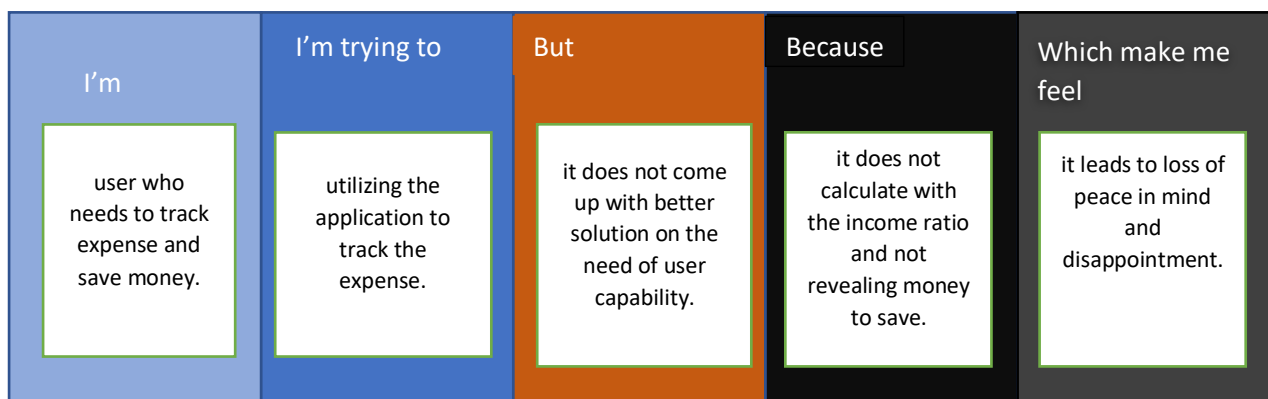 I'm
user who
needs to track
expense and
save money.
I'm trying to
utilizing the
application to
track the
expense.
But
it does not come
up with better
solution on the
need of user
capability.
Because
it does not
calculate with
the income ratio
and not
revealing money
to save.
Which make me
feel
it leads to loss of
peace in mind
and
disappointment.